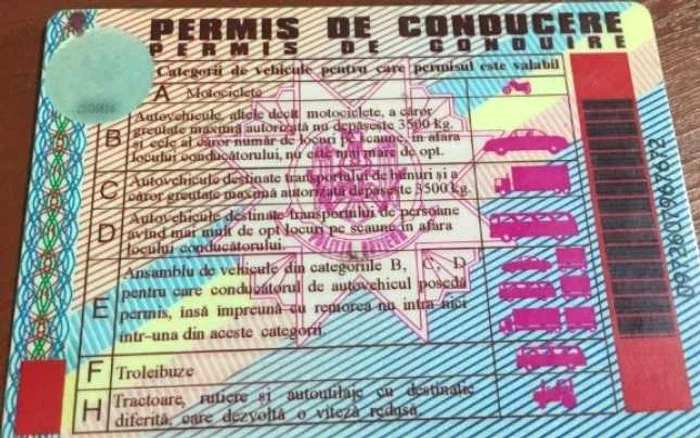 PERMIS DE CONDUCERE
PERMIS DE CONDUIRE
Categorii de vehicule pentru care permisul este valabil
A Motociclete
Autovehicule, altele decît motociclete, a căror
greutate maximă autorizată nu depășește 3500 kg.
B și cele al căror număr de locuri pe scaune, în afara
locului conducătorului, nu este mai mare de opt.
C Autovehicule destinate transportului de bunuri și a
căror greutate maximă autorizată depășește 3500 kg.
Autovehicule destinate transportului de persoane
D avînd mai mult de opt locuri pe scaune în afara
locului conducătorului.
Ansamblu de vehicule din categoriile B, C, D
pentru care conducătorul de autovehicul posedă
E permis, însă împreună cu remorca nu intră nici
într-una din aceste categorii.
F Troleibuze
H Tractoare, rutiere și autoutilaje cu destinație
diferită, care dezvoltă o viteză redusă.